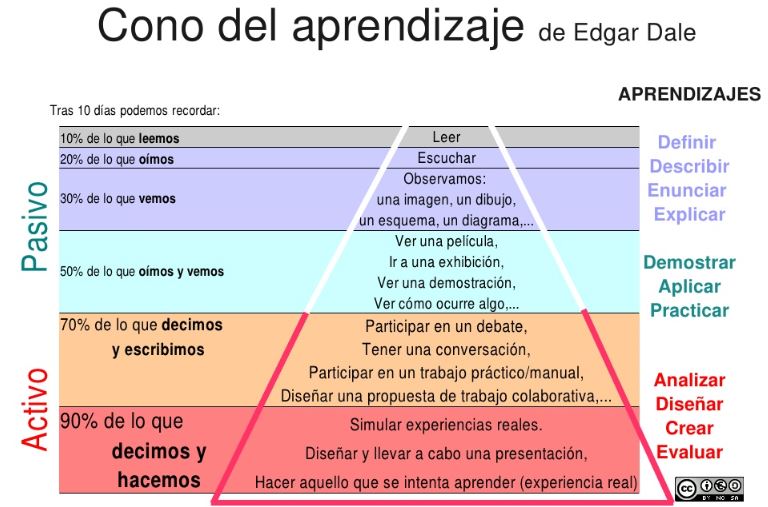 Cono del aprendizaje de Edgar Dale
APRENDIZAJES
Tras 10 días podemos recordar:
10% de lo que leemos
Leer
20% de lo que oímos
Escuchar
30% de lo que vemos
Observamos:
una imagen, un dibujo,
un esquema, un diagrama,...
Definir
Describir
Enunciar
Explicar
Pasivo
50% de lo que oímos y vemos
Ver una película,
Ir a una exhibición,
Ver una demostración,
Ver cómo ocurre algo,...
Demostrar
Aplicar
Practicar
70% de lo que decimos
y escribimos
Participar en un debate,
Tener una conversación,
Participar en un trabajo práctico/manual,
Diseñar una propuesta de trabajo colaborativa,...
Activo
90% de lo que
decimos y
hacemos
Simular experiencias reales.
Diseñar y llevar a cabo una presentación,
Hacer aquello que se intenta aprender (experiencia real)
Analizar
Diseñar
Crear
Evaluar
cc
BY NC SA